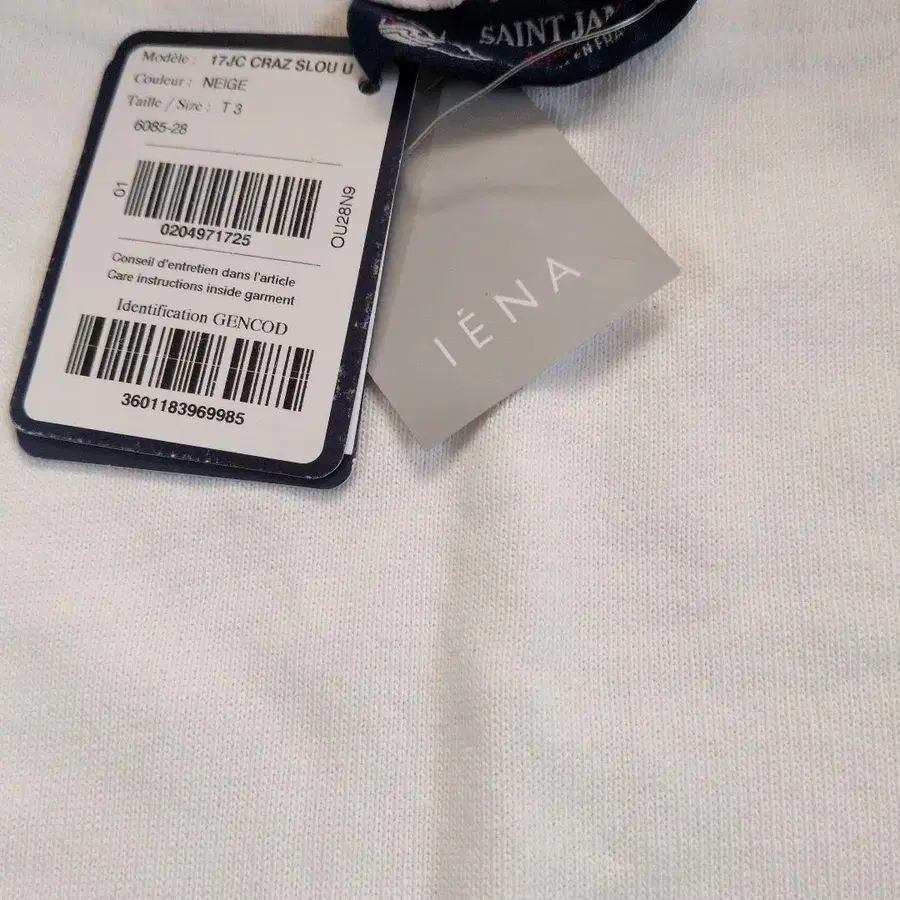 SAINT JAM
Modèle : 17JC CRAZ SLOU U
Couleur : NEIGE
Taille / Size : T 3
6085-28
01
0204971725
OU28N9
Conseil d'entretien dans l'article
Care instructions inside garment
Identification GENCOD
3601183969985
IÉNA